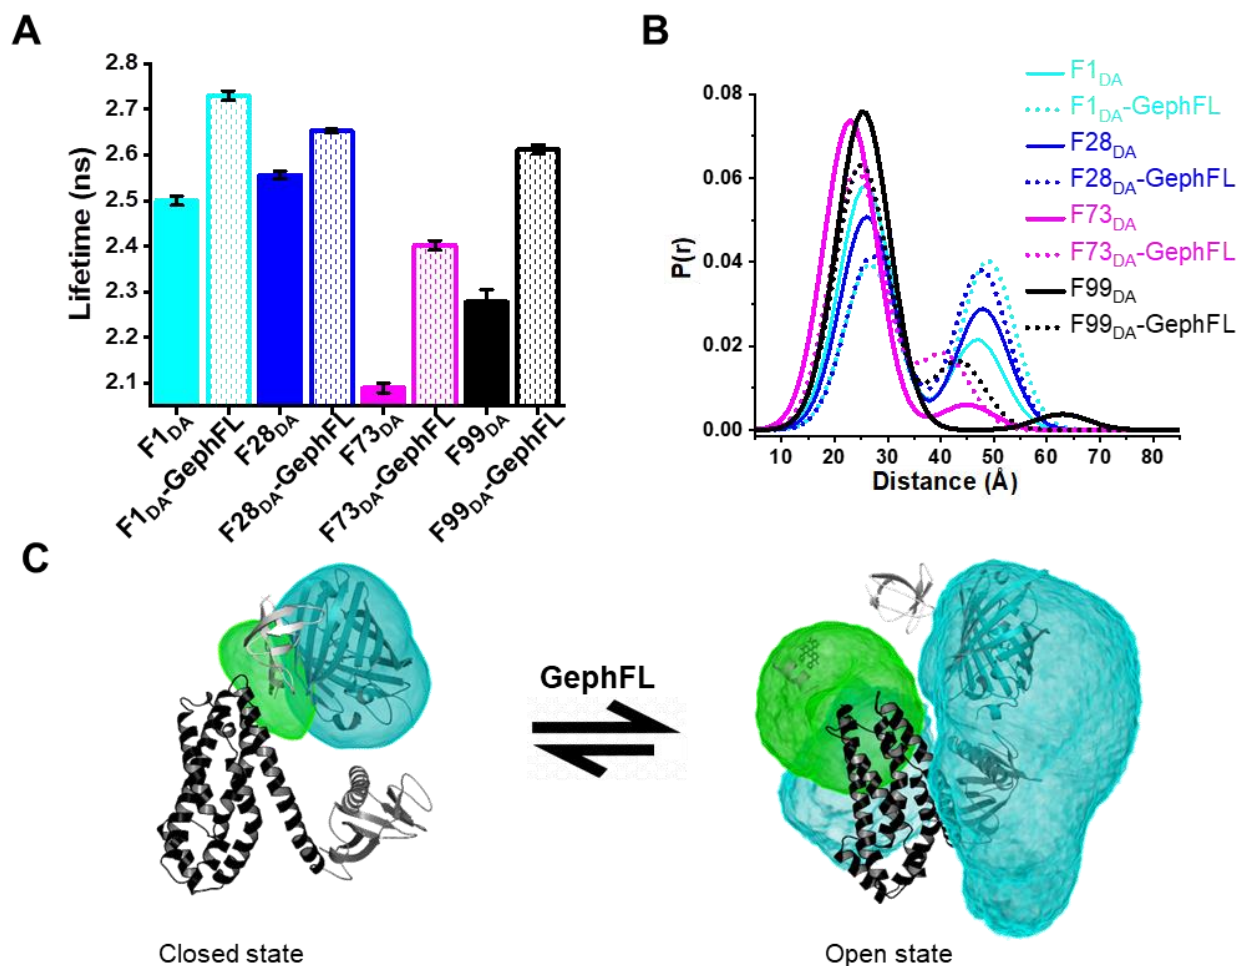 A
Lifetime (ns)
2.8
2.7
2.6
2.5
2.4
2.3
2.2
2.1
F1DA
F1DA-GephFL
F28DA
F28DA-GephFL
F73DA
F73DA-GephFL
F99DA
F99DA-GephFL
B
P(r)
0.08
0.06
0.04
0.02
0.00
10 20 30 40 50 60 70 80
Distance (Å)
F1DA
F1DA-GephFL
F28DA
F28DA-GephFL
F73DA
F73DA-GephFL
F99DA
F99DA-GephFL
C
GephFL
Closed state
Open state